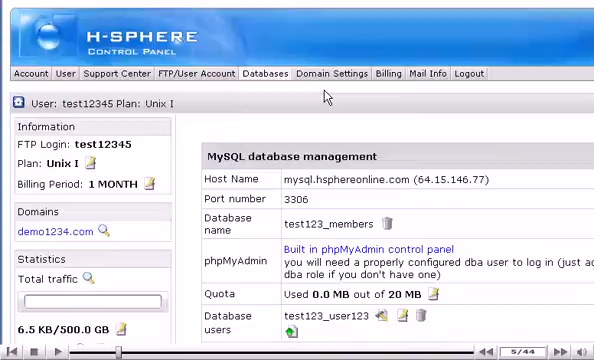 H-SPHERE
CONTROL PANEL
Account User Support Center FTP/User Account Databases Domain Settings Billing Mail Info Logout
User: test12345 Plan: Unix I
Information
FTP Login: test12345
Plan: Unix I
Billing Period: 1 MONTH
Domains
demo1234.com
Statistics
Total traffic
6.5 KB/500.0 GB
MySQL database management
Host Name mysql.hsphereonline.com (64.15.146.77)
Port number 3306
Database name test123_members
phpMyAdmin Built in phpMyAdmin control panel
you will need a properly configured dba user to log in (just ad
dba role if you don't have one)
Quota Used 0.0 MB out of 20 MB
Database users test123_user123
5/44